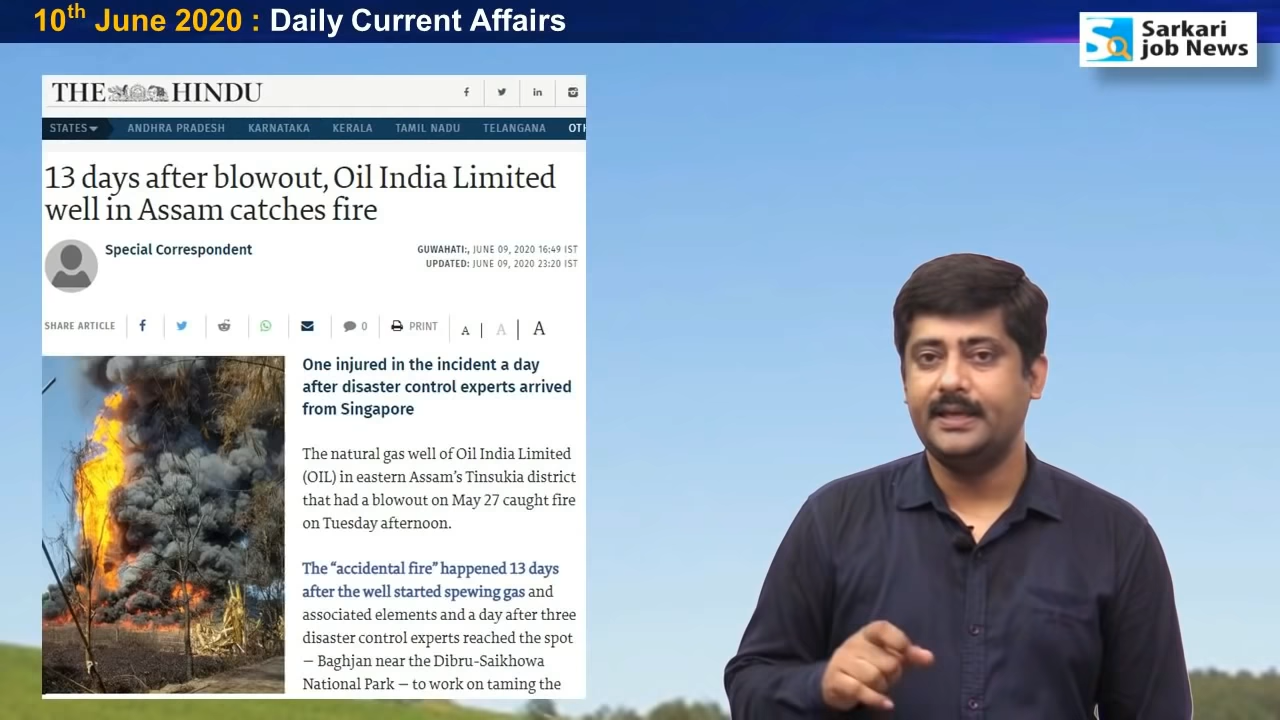 10th June 2020 : Daily Current Affairs
Sarkari
job News
THE HINDU
STATES ANDHRA PRADESH KARNATAKA KERALA TAMIL NADU TELANGANA OTH
13 days after blowout, Oil India Limited
well in Assam catches fire
Special Correspondent
GUWAHATI:, JUNE 09, 2020 16:49 IST
UPDATED: JUNE 09, 2020 23:20 IST
SHARE ARTICLE 0 PRINT A | A | A
One injured in the incident a day
after disaster control experts arrived
from Singapore
The natural gas well of Oil India Limited
(OIL) in eastern Assam’s Tinsukia district
that had a blowout on May 27 caught fire
on Tuesday afternoon.
The “accidental fire” happened 13 days
after the well started spewing gas and
associated elements and a day after three
disaster control experts reached the spot
— Baghjan near the Dibru-Saikhowa
National Park — to work on taming the